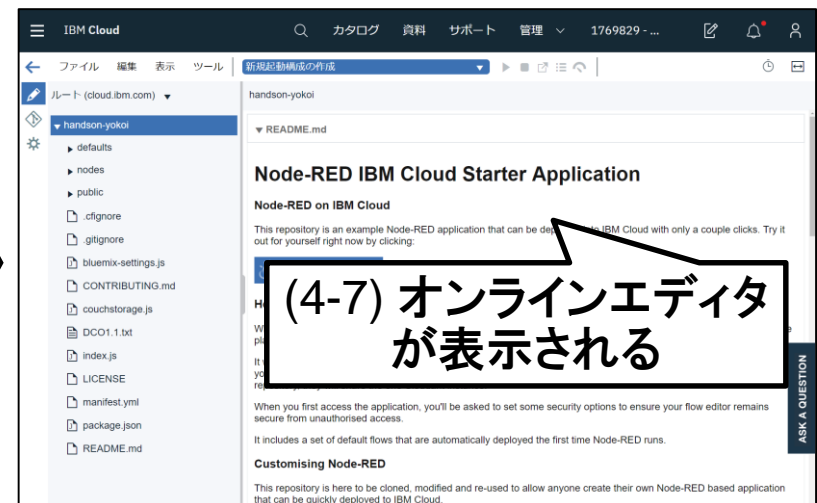 IBM Cloud カタログ 資料 サポート 管理 1769829 - ...
ファイル 編集 表示 ツール 新規起動構成の作成
ルート (cloud.ibm.com) handson-yokoi
handson-yokoi
README.md
defaults
nodes
public
.cfignore
.gitignore
bluemix-settings.js
CONTRIBUTING.md
couchstorage.js
DCO1.1.txt
index.js
LICENSE
manifest.yml
package.json
README.md
Node-RED IBM Cloud Starter Application
Node-RED on IBM Cloud
This repository is an example Node-RED application that can be IBM Cloud with only a couple clicks. Try it
out for yourself right now by clicking:
(4-7) オンラインエディタ
が表示される
When you first access the application, you'll be asked to set some security options to ensure your flow editor remains
secure from unauthorised access.
It includes a set of default flows that are automatically deployed the first time Node-RED runs.
Customising Node-RED
This repository is here to be cloned, modified and re-used to allow anyone create their own Node-RED based application
that can be quickly deployed to IBM Cloud.
ASK A QUESTION